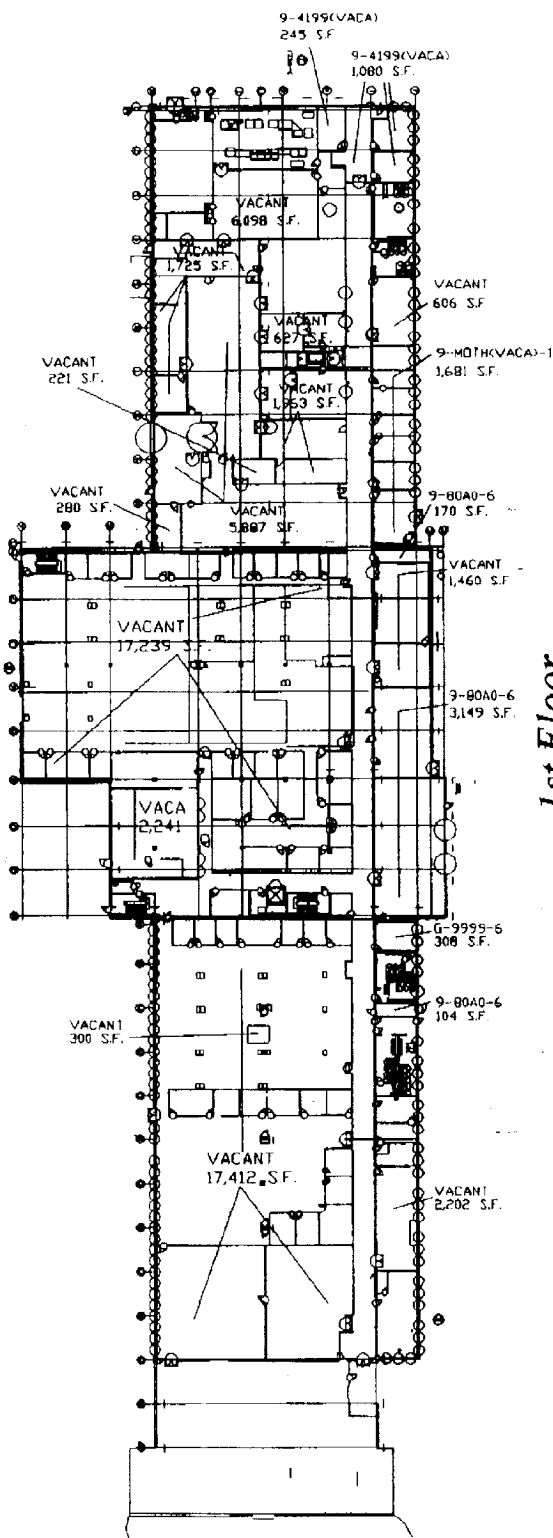 9-4199(VACA)
245 S.F.
9-4199(VACA)
1,080 S.F.
VACANT
6,098 S.F.
VACANT
1,725 S.F.
VACANT
606 S.F
VACANT
627 S.F.
9-MOTH(VACA)-1
1,681 S.F.
VACANT
221 S.F.
VACANT
1,953 S.F.
VACANT
280 S.F.
VACANT
5,887 S.F.
9-80A0-6
170 S.F.
VACANT
1,460 S.F
VACANT
17,239 S.F.
9-80A0-6
3,149 S.F.
1st Floor
VACA
2,241
G-9999-6
308 S.F.
9-80A0-6
104 S.F.
VACANT
300 S.F.
VACANT
17,412 S.F.
VACANT
2,202 S.F.